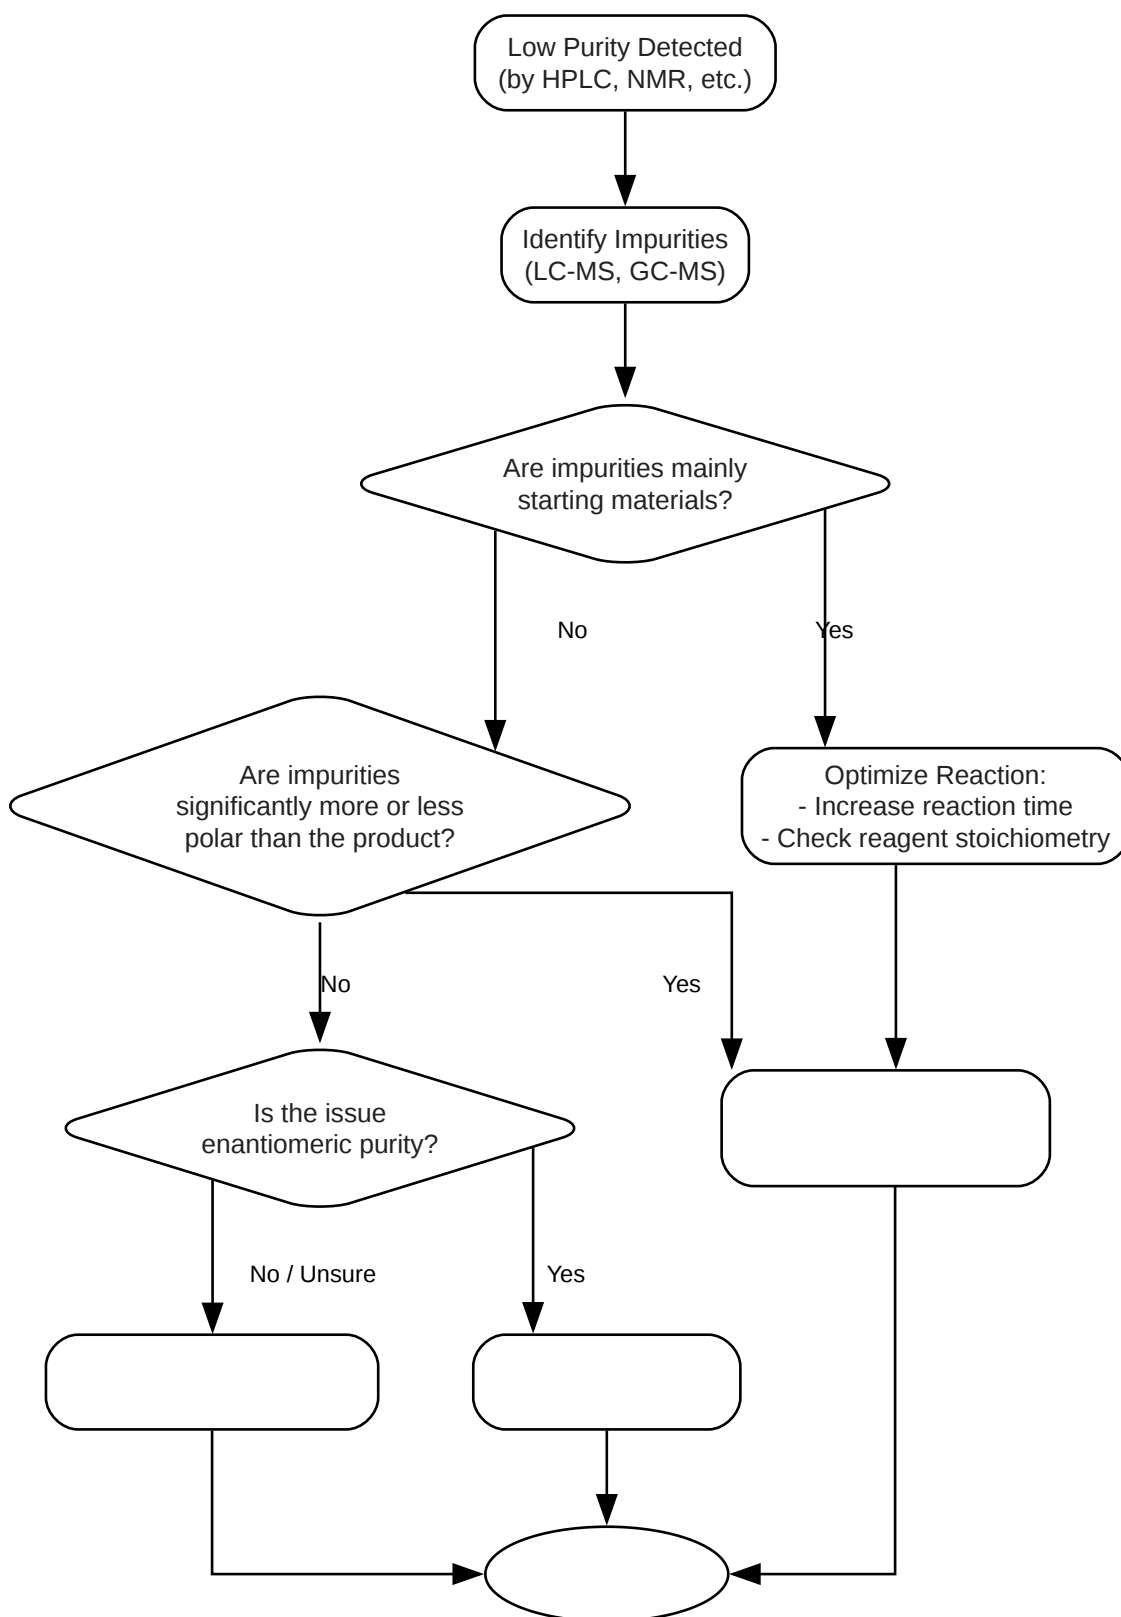 Low Purity Detected
(by HPLC, NMR, etc.)
Identify Impurities
(LC-MS, GC-MS)
Are impurities mainly
starting materials?
No
Yes
Are impurities
significantly more or less
polar than the product?
Optimize Reaction:
- Increase reaction time
- Check reagent stoichiometry
No
Yes
Is the issue
enantiomeric purity?
No / Unsure
Yes